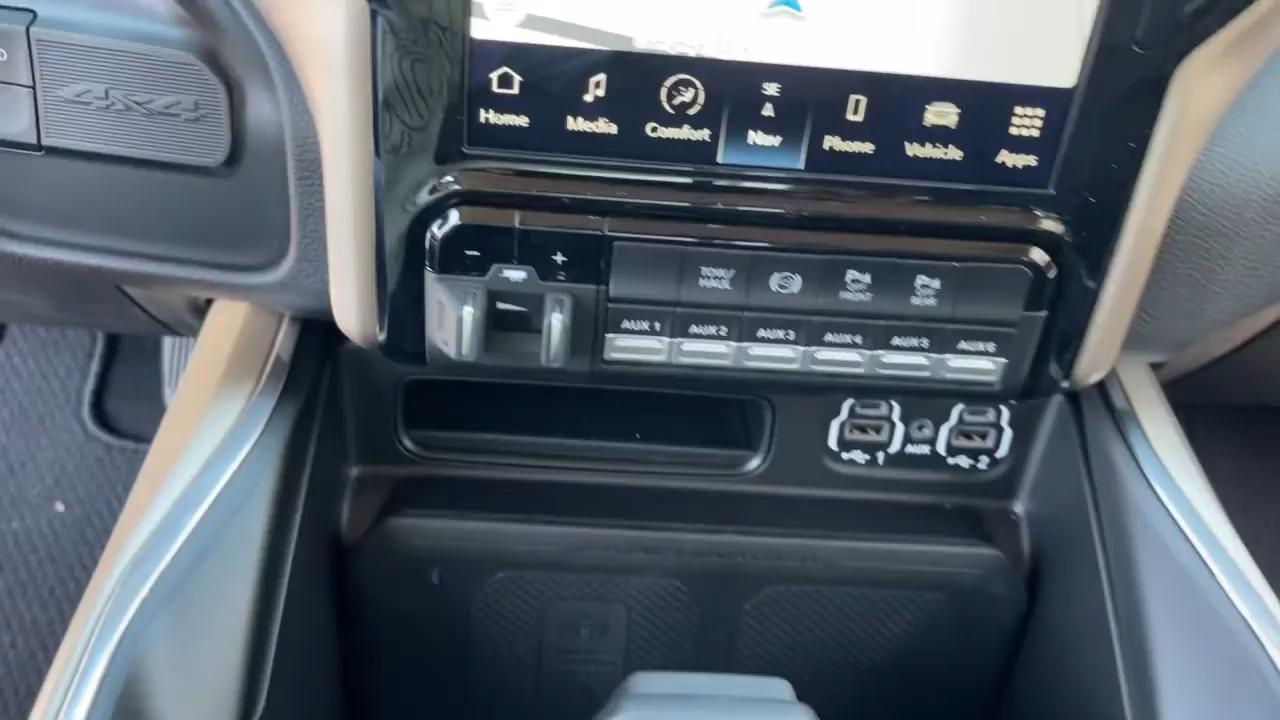 4x4
Home
Media
Comfort
SE
Nav
Phone
Vehicle
Apps
- +
TOW/
HAUL
AUX 1
AUX 2
AUX 3
AUX 4
AUX 5
AUX 6
1
AUX
2